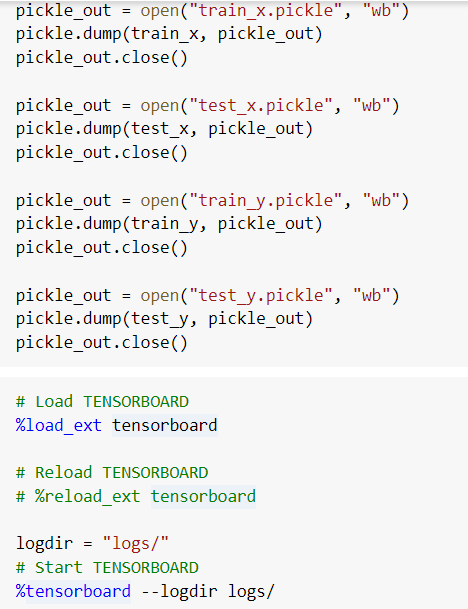 pickle_out = open("train_x.pickle", "wb")
pickle.dump(train_x, pickle_out)
pickle_out.close()
pickle_out = open("test_x.pickle", "wb")
pickle.dump(test_x, pickle_out)
pickle_out.close()
pickle_out = open("train_y.pickle", "wb")
pickle.dump(train_y, pickle_out)
pickle_out.close()
pickle_out = open("test_y.pickle", "wb")
pickle.dump(test_y, pickle_out)
pickle_out.close()
# Load TENSORBOARD
%load_ext tensorboard
# Reload TENSORBOARD
# %reload_ext tensorboard
logdir = "logs/"
# Start TENSORBOARD
%tensorboard --logdir logs/